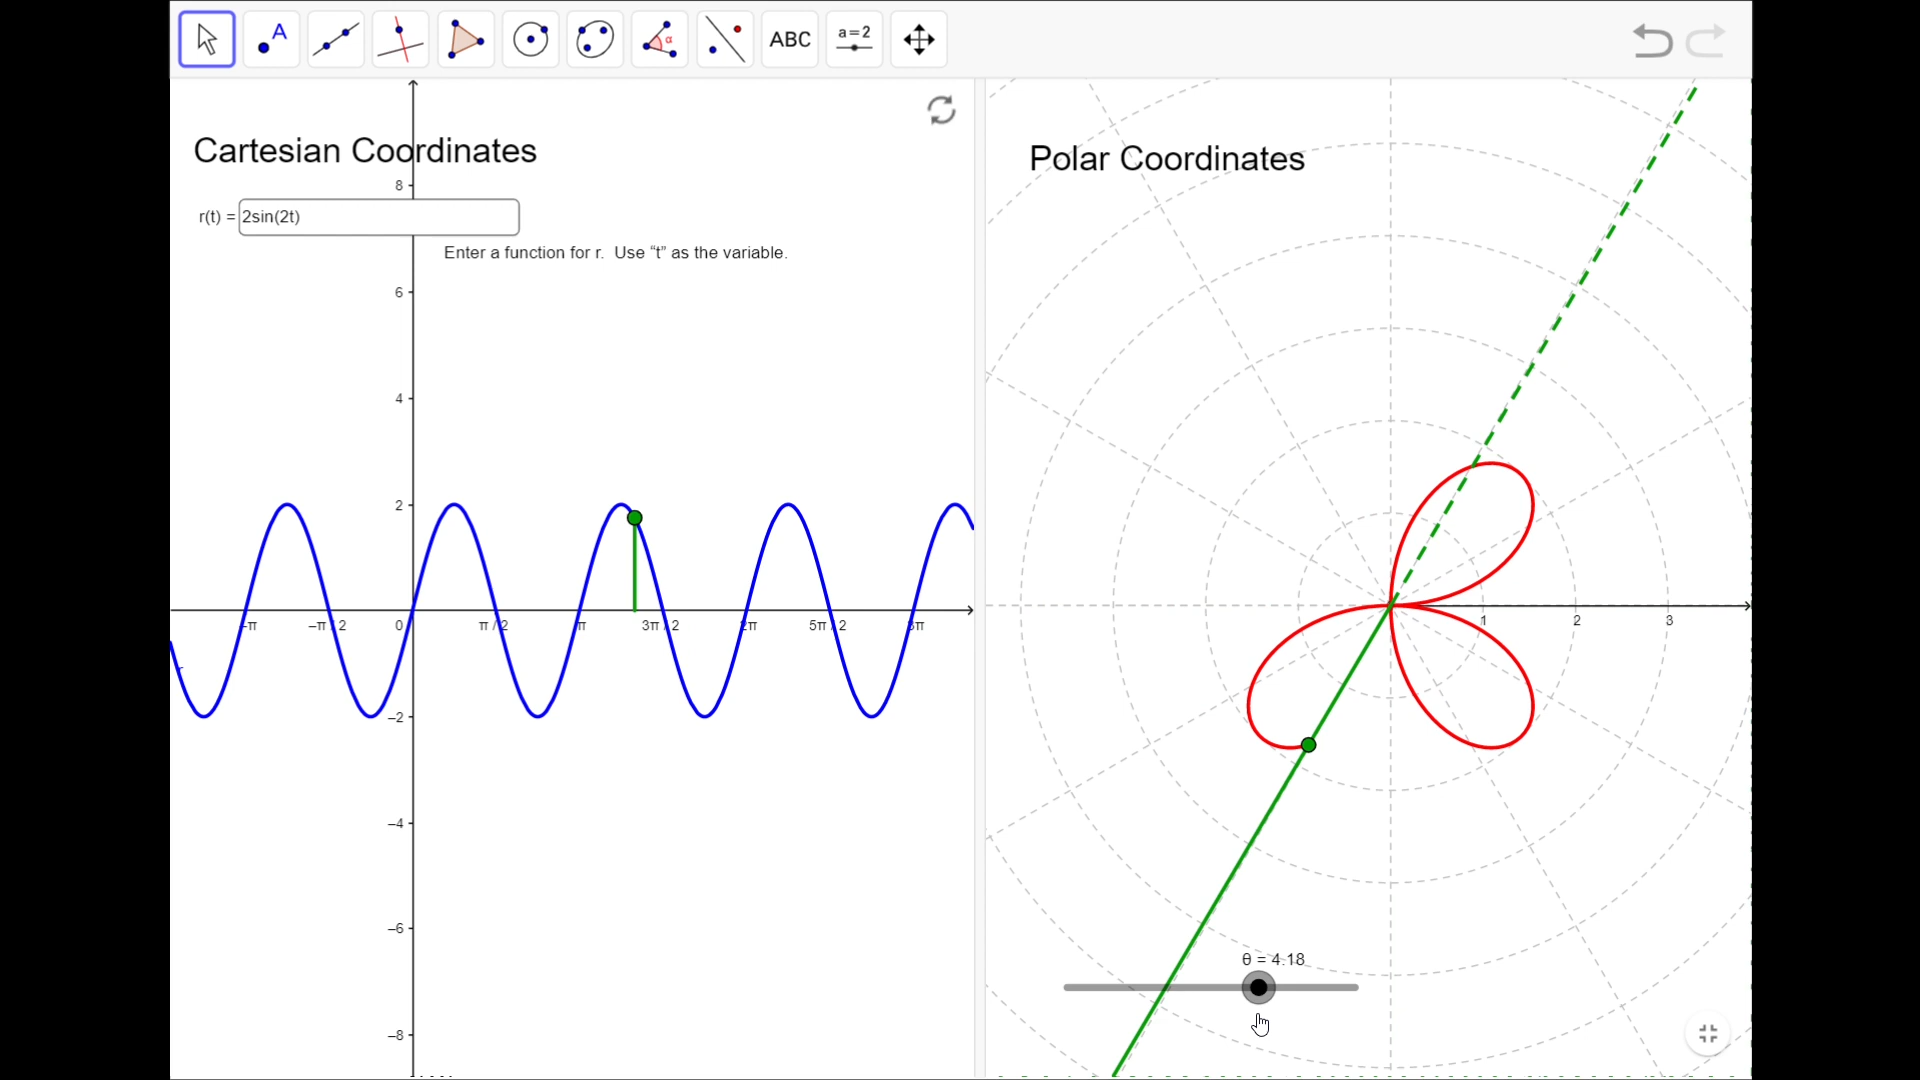 A
α
ABC
a=2
Cartesian Coordinates
8
r(t) = 2sin(2t)
Enter a function for r. Use “t” as the variable.
6
4
2
−π −π / 2 0 π / 2 π 3π / 2 2π 5π / 2 3π
r
−2
−4
−6
−8
Polar Coordinates
1 2 3
θ = 4.18